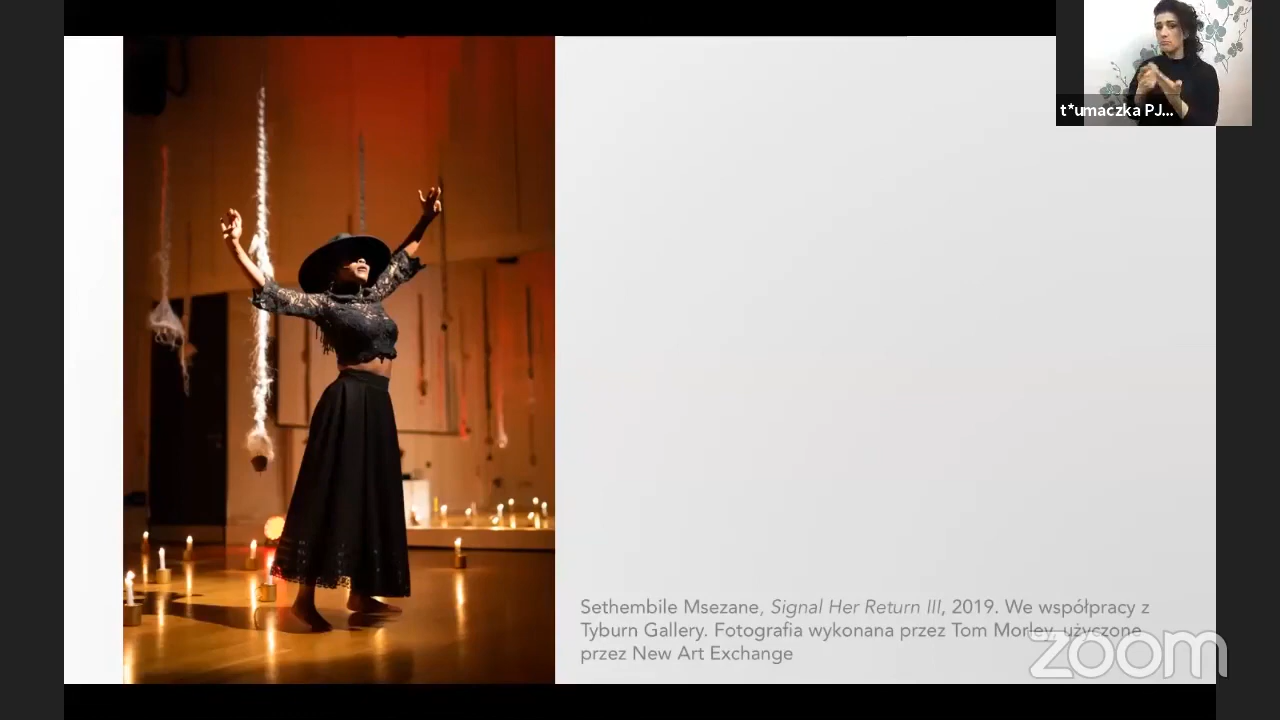 t*umaczka PJ...
Sethembile Msezane, Signal Her Return III, 2019. We współpracy z
Tyburn Gallery. Fotografia wykonana przez Tom Morley, użyczone
przez New Art Exchange
zoom